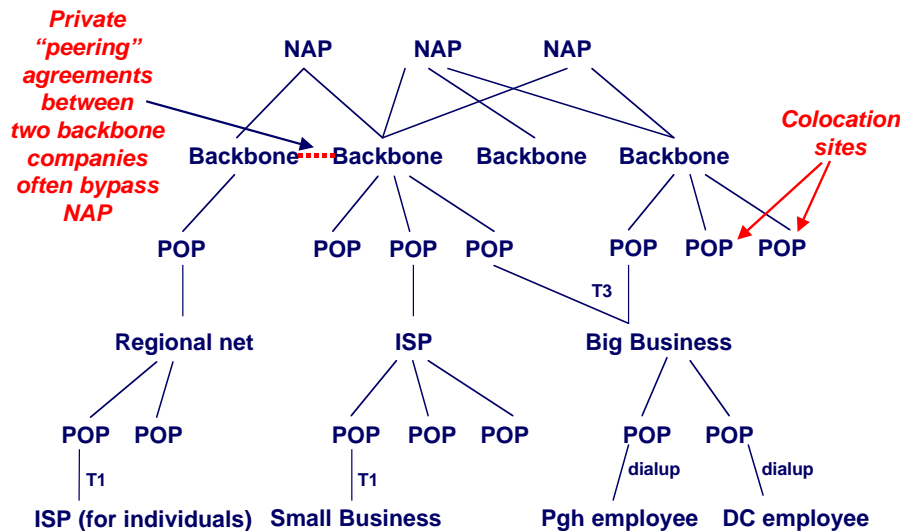 Private
“peering”
agreements
between
two backbone
companies
often bypass
NAP
NAP NAP NAP
Colocation
sites
Backbone Backbone Backbone Backbone
POP POP POP POP POP POP POP
T3
Regional net ISP Big Business
POP POP POP POP POP POP POP
T1 T1 dialup dialup
ISP (for individuals) Small Business Pgh employee DC employee